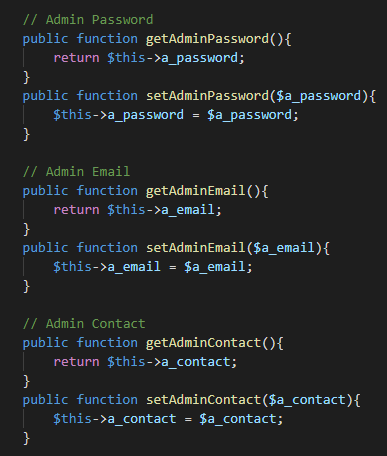 // Admin Password
public function getAdminPassword(){
    return $this->a_password;
}
public function setAdminPassword($a_password){
    $this->a_password = $a_password;
}

// Admin Email
public function getAdminEmail(){
    return $this->a_email;
}
public function setAdminEmail($a_email){
    $this->a_email = $a_email;
}

// Admin Contact
public function getAdminContact(){
    return $this->a_contact;
}
public function setAdminContact($a_contact){
    $this->a_contact = $a_contact;
}